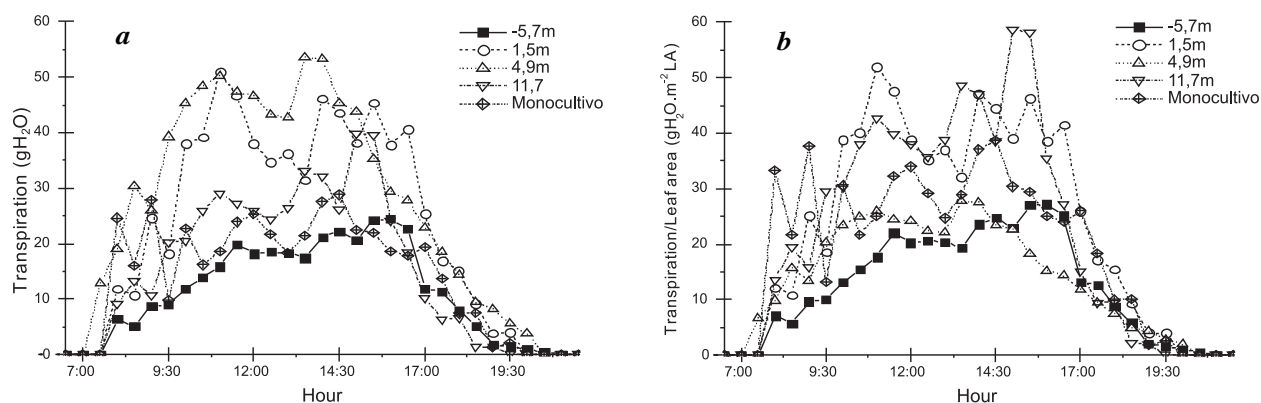 a
-5,7m
1,5m
4,9m
11,7
Monocultivo
60
50
40
30
20
10
-0
Transpiration (gH₂O)
7:00 9:30 12:00 14:30 17:00 19:30
Hour
b
-5,7m
1,5m
4,9m
11,7m
Monocultivo
60
50
40
30
20
10
0
Transpiration/Leaf area (gH₂O.m⁻²LA)
7:00 9:30 12:00 14:30 17:00 19:30
Hour